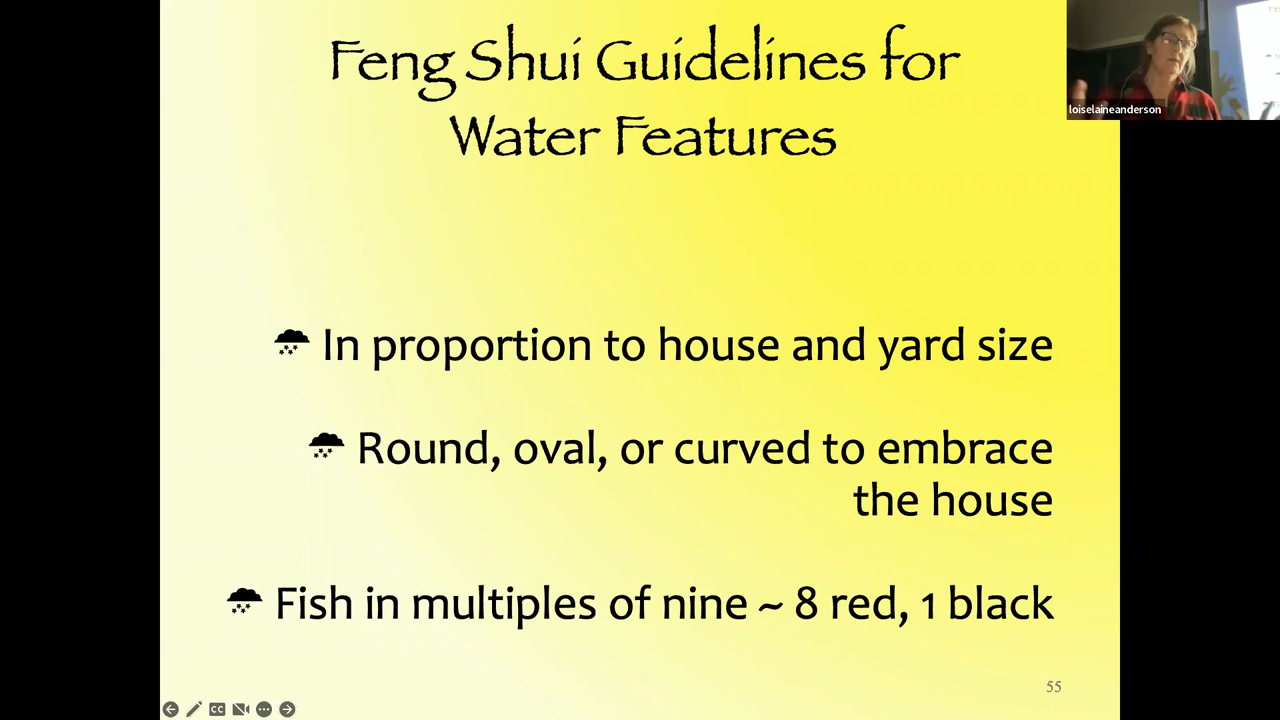 Feng Shui Guidelines for
Water Features
loiselaineanderson
In proportion to house and yard size
Round, oval, or curved to embrace
the house
Fish in multiples of nine ~ 8 red, 1 black
55
CC